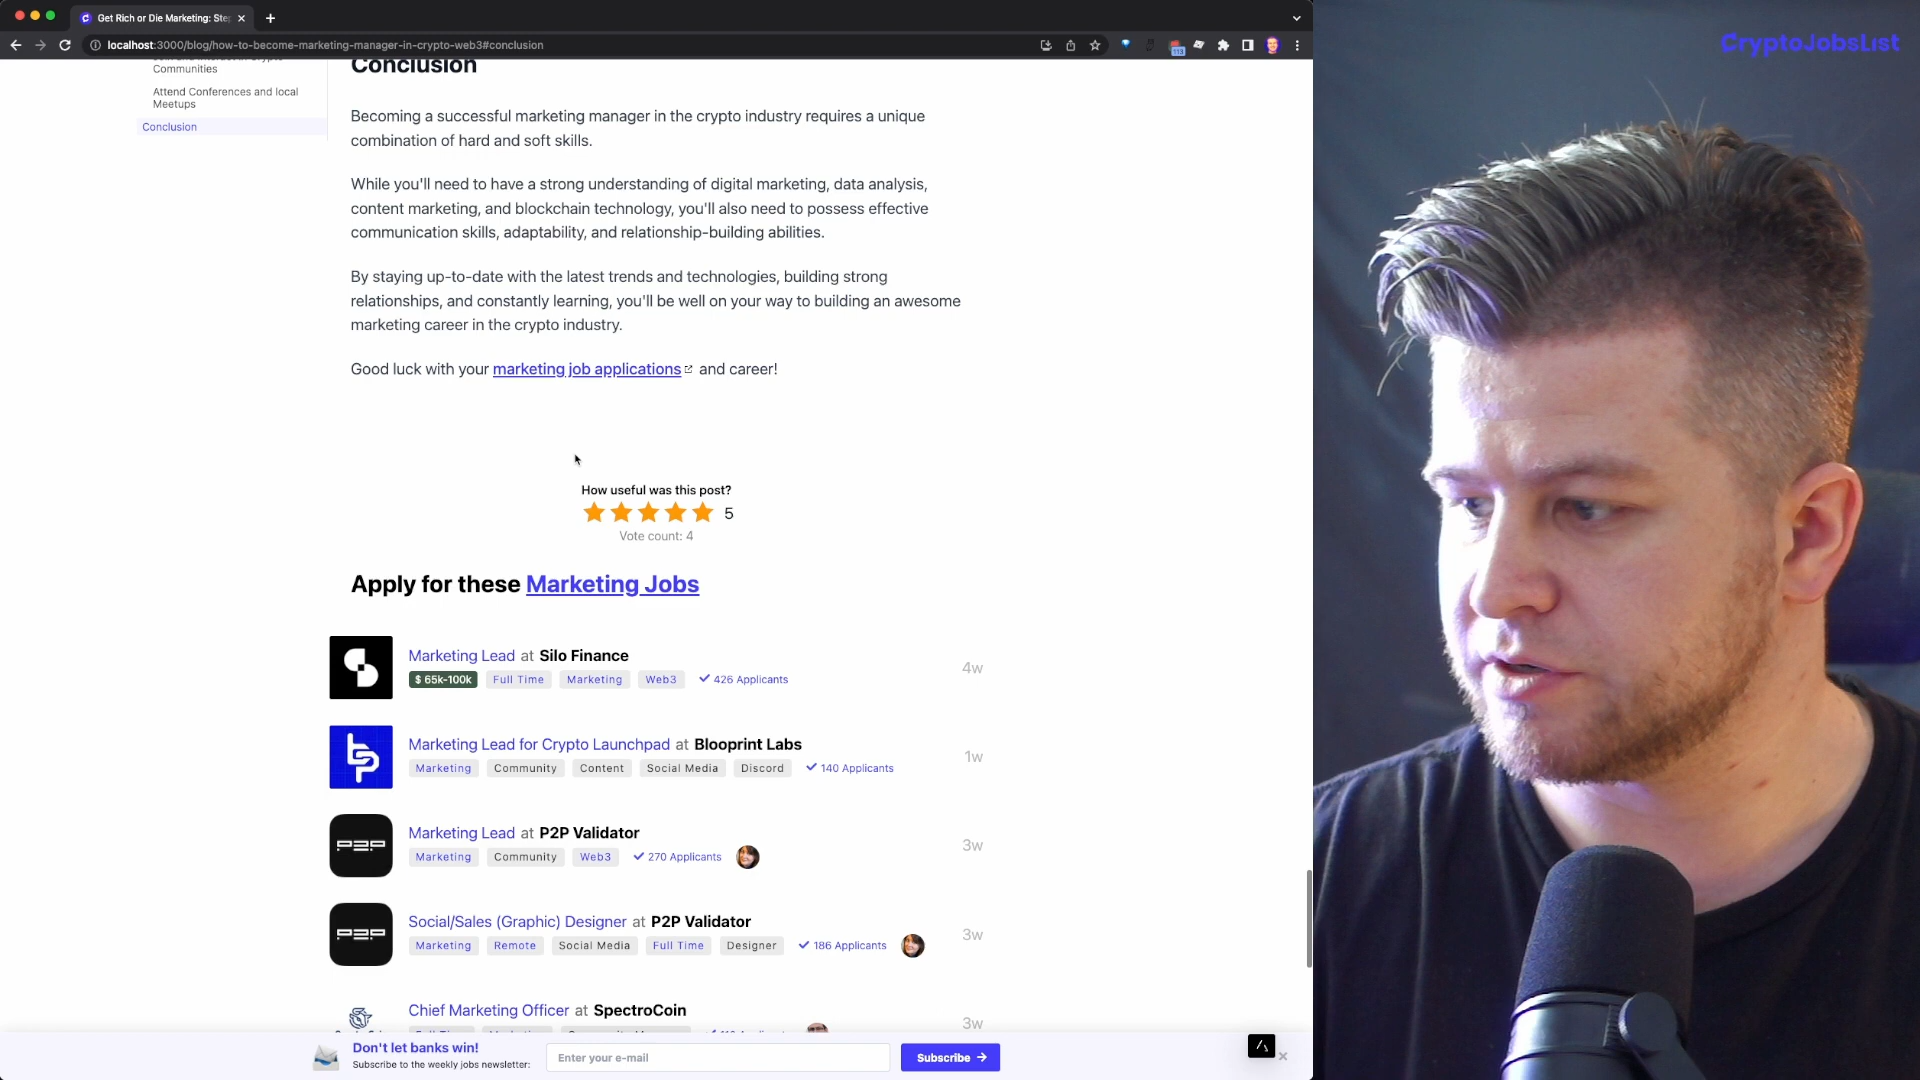 Get Rich or Die Marketing: Ste
localhost:3000/blog/how-to-become-marketing-manager-in-crypto-web3#conclusion
113
CryptoJobsList
Communities
Attend Conferences and local
Meetups
Conclusion
Conclusion
Becoming a successful marketing manager in the crypto industry requires a unique
combination of hard and soft skills.
While you'll need to have a strong understanding of digital marketing, data analysis,
content marketing, and blockchain technology, you'll also need to possess effective
communication skills, adaptability, and relationship-building abilities.
By staying up-to-date with the latest trends and technologies, building strong
relationships, and constantly learning, you'll be well on your way to building an awesome
marketing career in the crypto industry.
Good luck with your marketing job applications and career!
How useful was this post?
5
Vote count: 4
Apply for these Marketing Jobs
Marketing Lead at Silo Finance
4w
$ 65k-100k Full Time Marketing Web3 426 Applicants
Marketing Lead for Crypto Launchpad at Blooprint Labs
1w
Marketing Community Content Social Media Discord 140 Applicants
Marketing Lead at P2P Validator
3w
P2P
Marketing Community Web3 270 Applicants
Social/Sales (Graphic) Designer at P2P Validator
3w
P2P
Marketing Remote Social Media Full Time Designer 186 Applicants
Chief Marketing Officer at SpectroCoin
3w
Don't let banks win!
Subscribe to the weekly jobs newsletter:
Enter your e-mail
Subscribe →